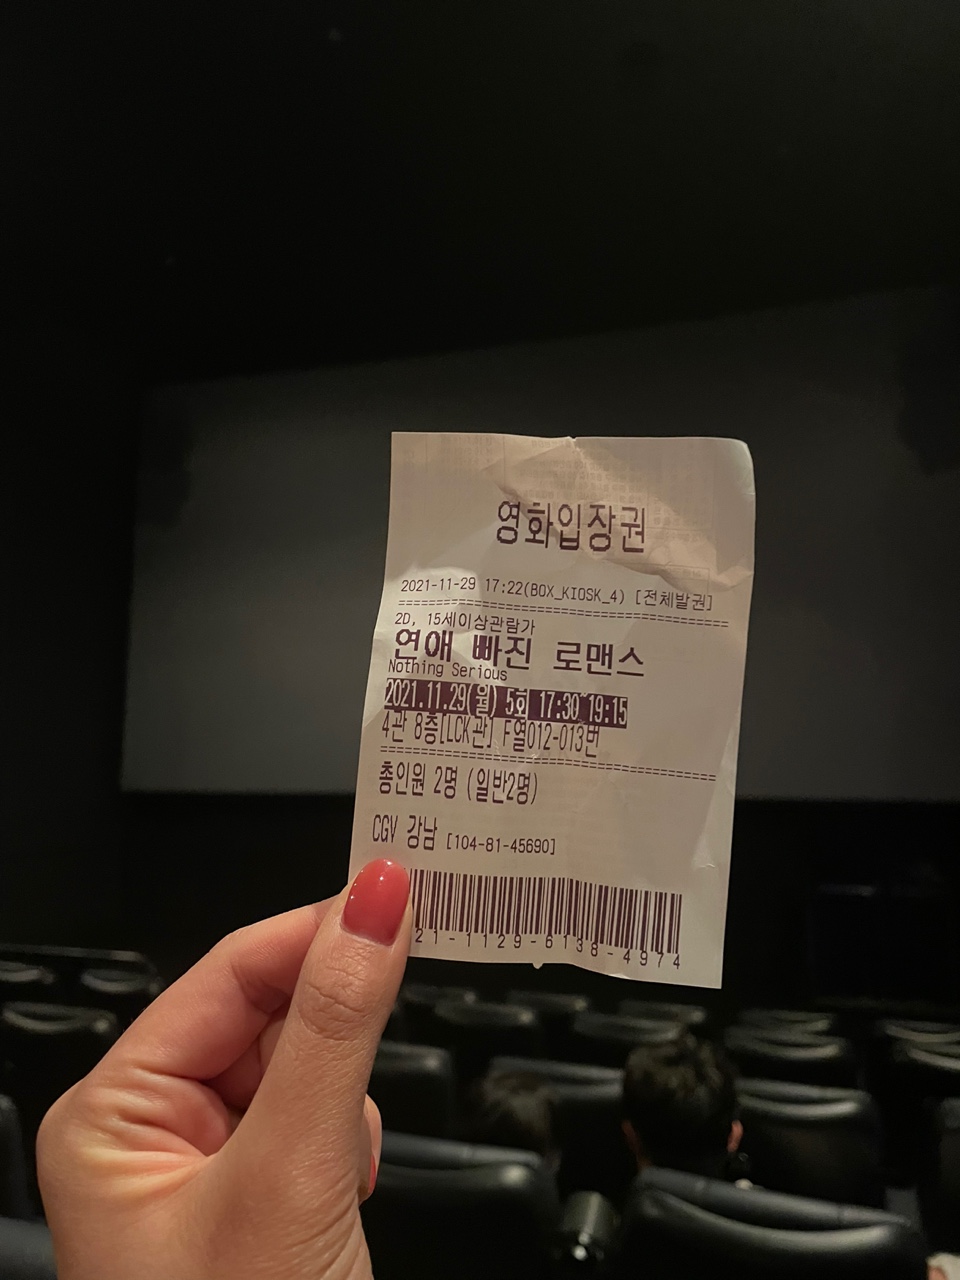 영화입장권
2021-11-29 17:22(BOX_KIOSK_4) [전체발권]
2D, 15세이상관람가
연애 빠진 로맨스
Nothing Serious
2021.11.29(월) 5회 17:30~19:15
4관 8층[LCK관] F열012-013번
총인원 2명 (일반2명)
CGV 강남 [104-81-45690]
21-1129-6138-4974